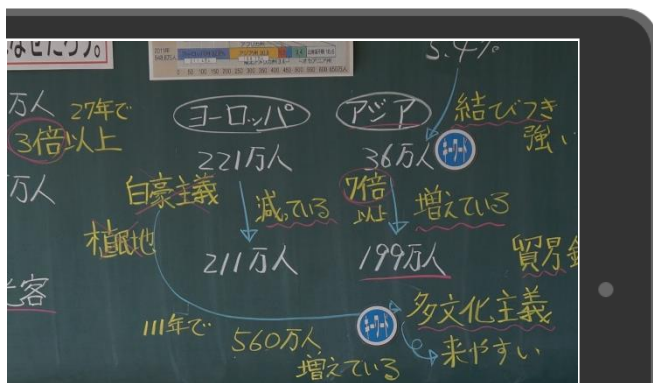 なぜだろう。
5.4%
万人 27年で
3倍以上
ヨーロッパ アジア 結びつき
強い
221万人 36万人
万人 白豪主義 減っている 7倍
以上 増えている
植民地
211万人 199万人 貿易
客
多文化主義
111年で 560万人
増えている 来やすい